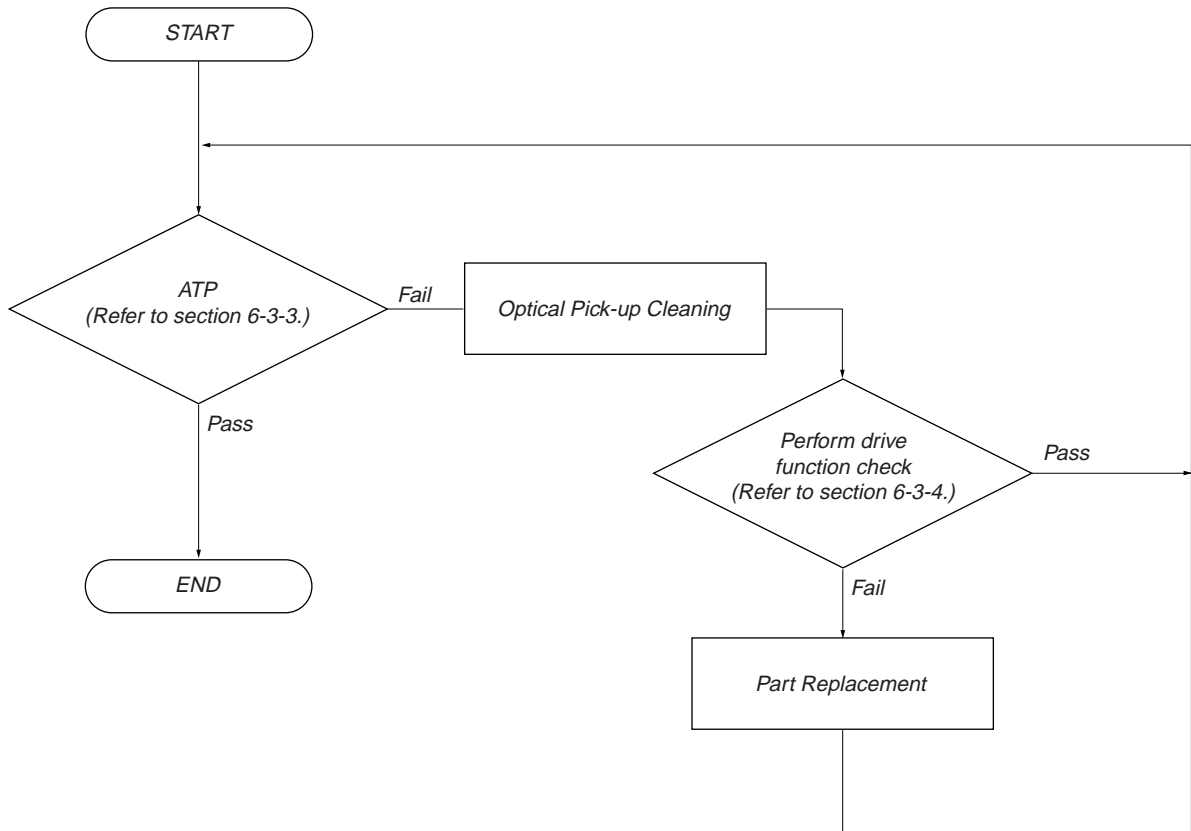 START
ATP
(Refer to section 6-3-3.)
Fail
Optical Pick-up Cleaning
Pass
Perform drive
function check
(Refer to section 6-3-4.)
Pass
END
Fail
Part Replacement